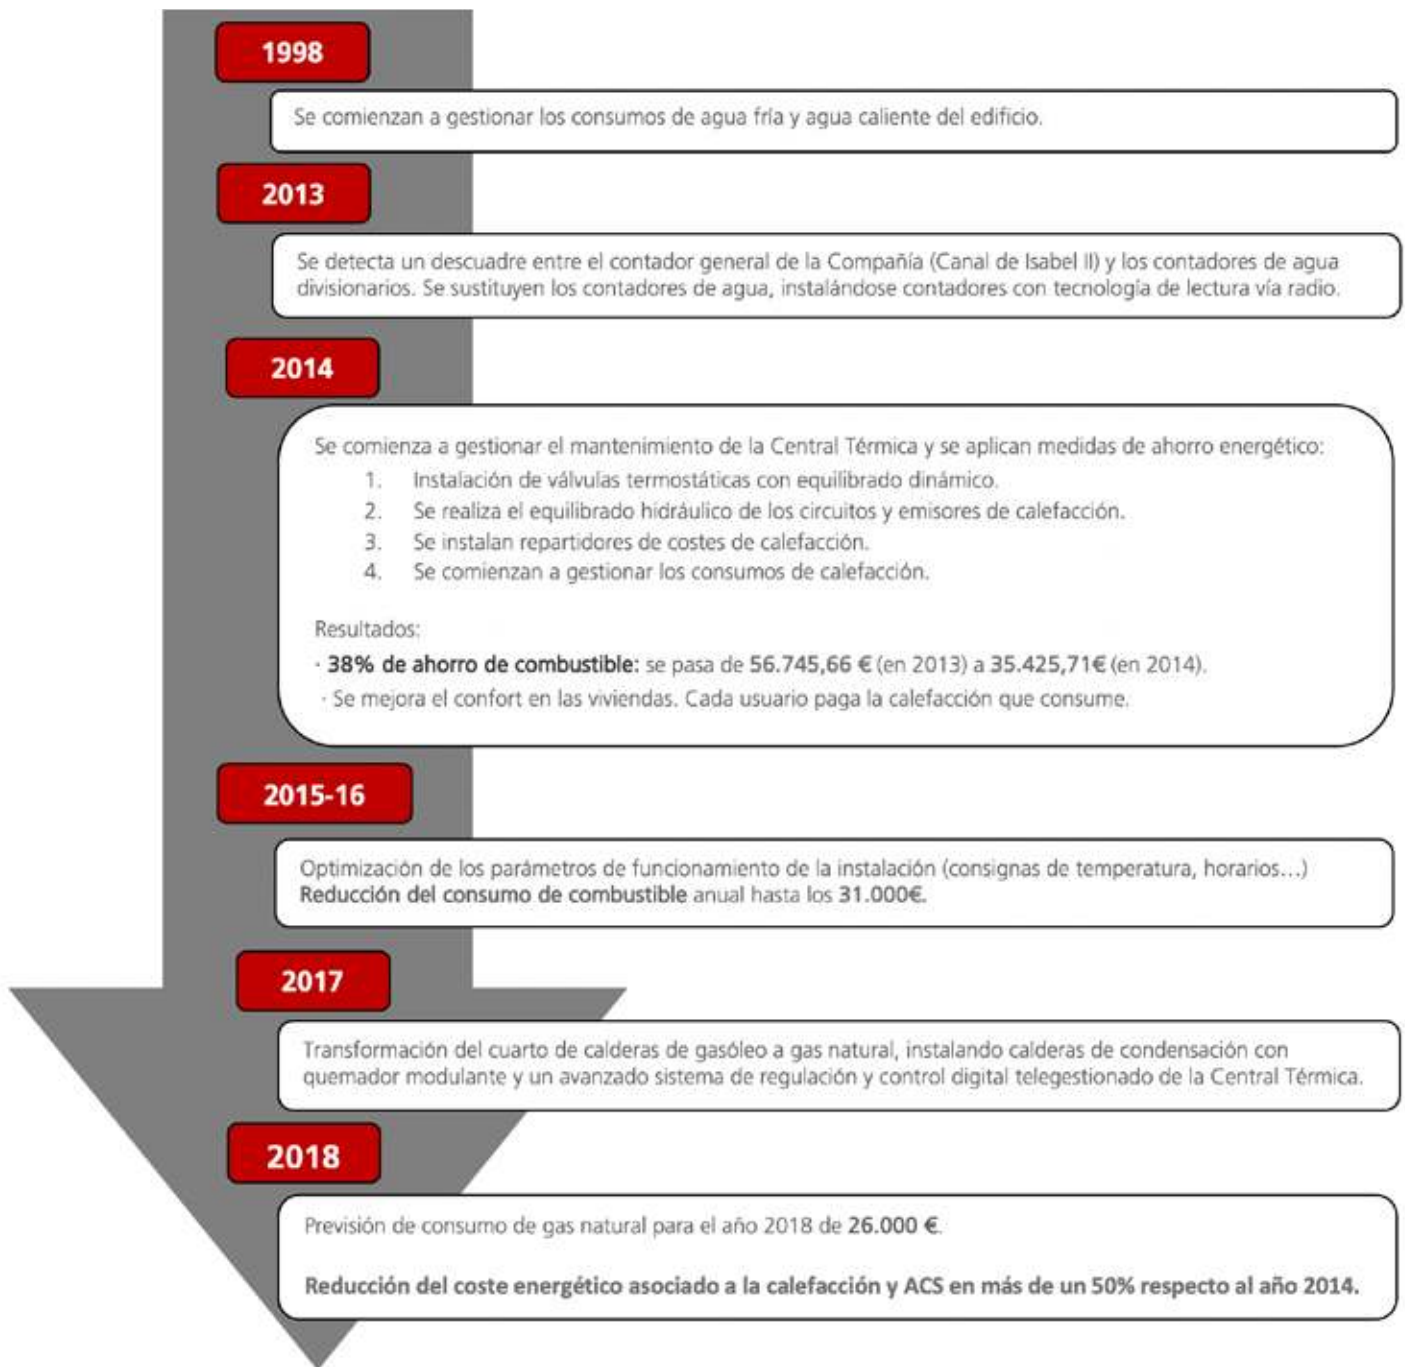 1998
Se comienzan a gestionar los consumos de agua fría y agua caliente del edificio.
2013
Se detecta un descuadre entre el contador general de la Compañía (Canal de Isabel II) y los contadores de agua
divisionarios. Se sustituyen los contadores de agua, instalándose contadores con tecnología de lectura vía radio.
2014
Se comienza a gestionar el mantenimiento de la Central Térmica y se aplican medidas de ahorro energético:
1. Instalación de válvulas termostáticas con equilibrado dinámico.
2. Se realiza el equilibrado hidráulico de los circuitos y emisores de calefacción.
3. Se instalan repartidores de costes de calefacción.
4. Se comienzan a gestionar los consumos de calefacción.
Resultados:
· 38% de ahorro de combustible: se pasa de 56.745,66 € (en 2013) a 35.425,71€ (en 2014).
· Se mejora el confort en las viviendas. Cada usuario paga la calefacción que consume.
2015-16
Optimización de los parámetros de funcionamiento de la instalación (consignas de temperatura, horarios...)
Reducción del consumo de combustible anual hasta los 31.000€.
2017
Transformación del cuarto de calderas de gasóleo a gas natural, instalando calderas de condensación con
quemador modulante y un avanzado sistema de regulación y control digital telegestionado de la Central Térmica.
2018
Previsión de consumo de gas natural para el año 2018 de 26.000 €.
Reducción del coste energético asociado a la calefacción y ACS en más de un 50% respecto al año 2014.